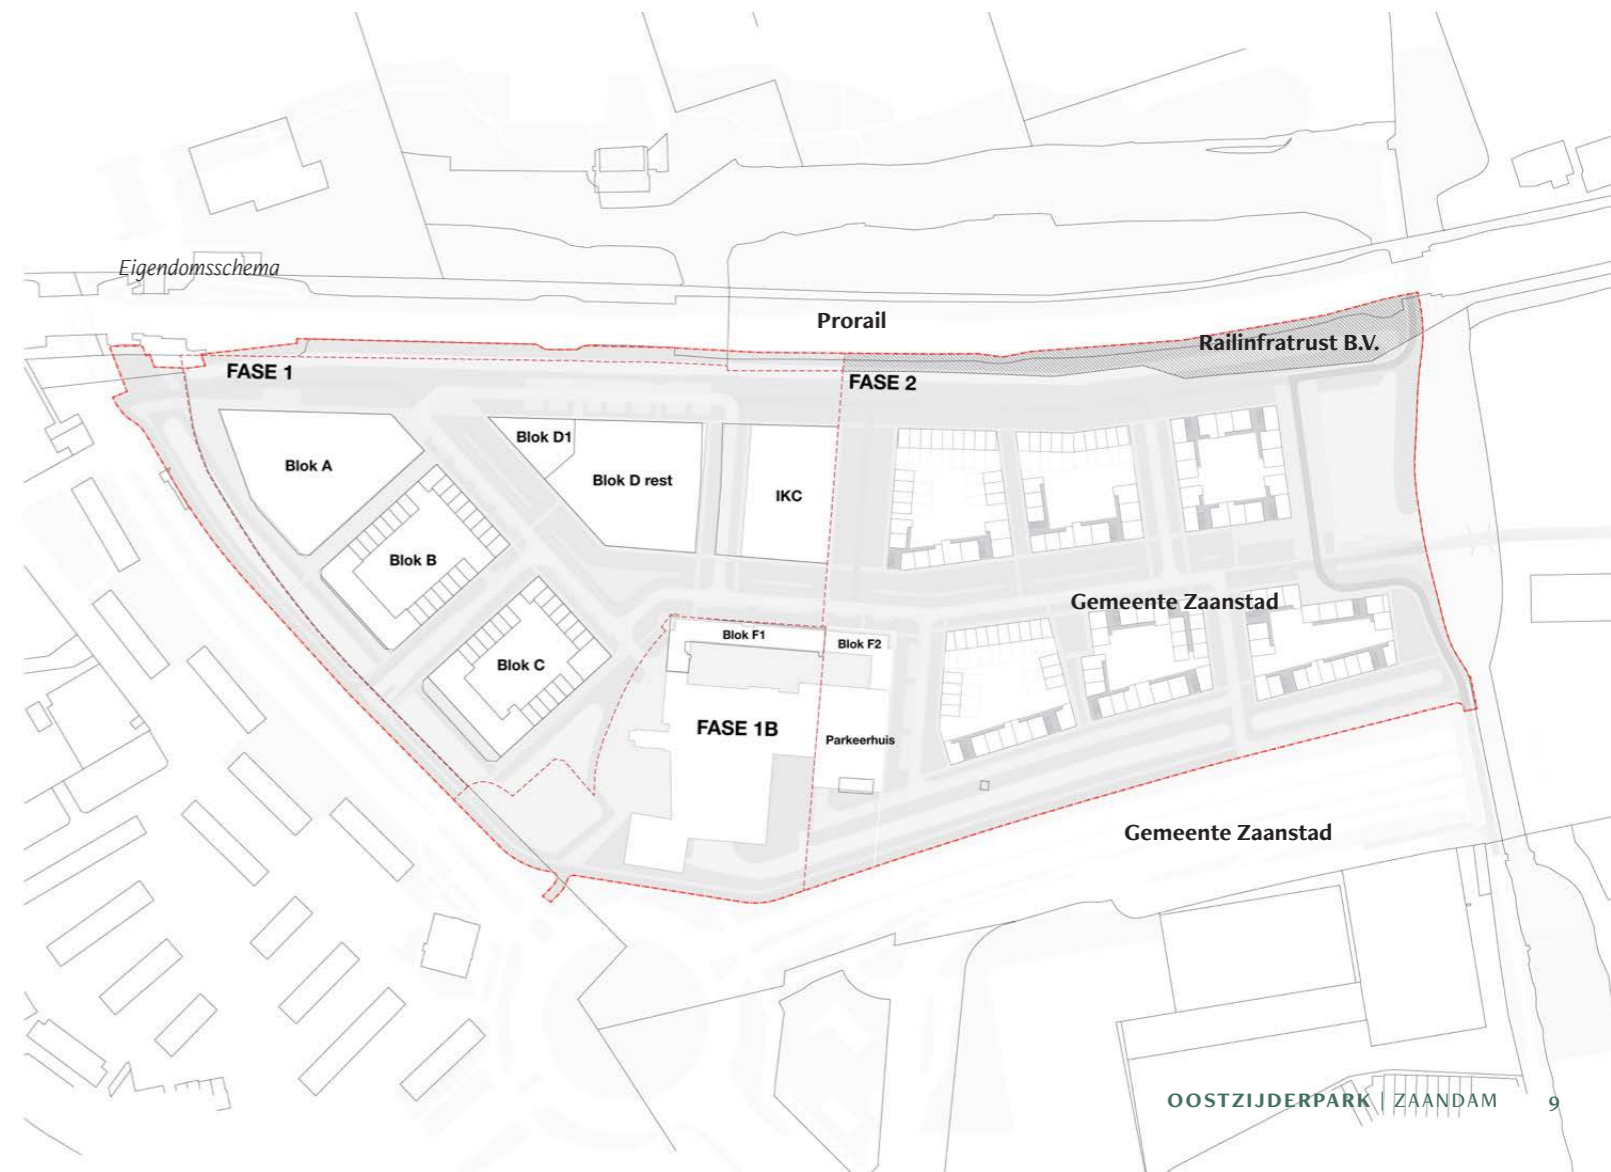 Eigendomsschema
Prorail
Railinfratrust B.V.
FASE 1
FASE 2
Blok D1
Blok A
Blok D rest
IKC
Blok B
Gemeente Zaanstad
Blok F1
Blok F2
Blok C
FASE 1B
Parkeerhuis
Gemeente Zaanstad
OOSTZIJDERPARK | ZAANDAM 9